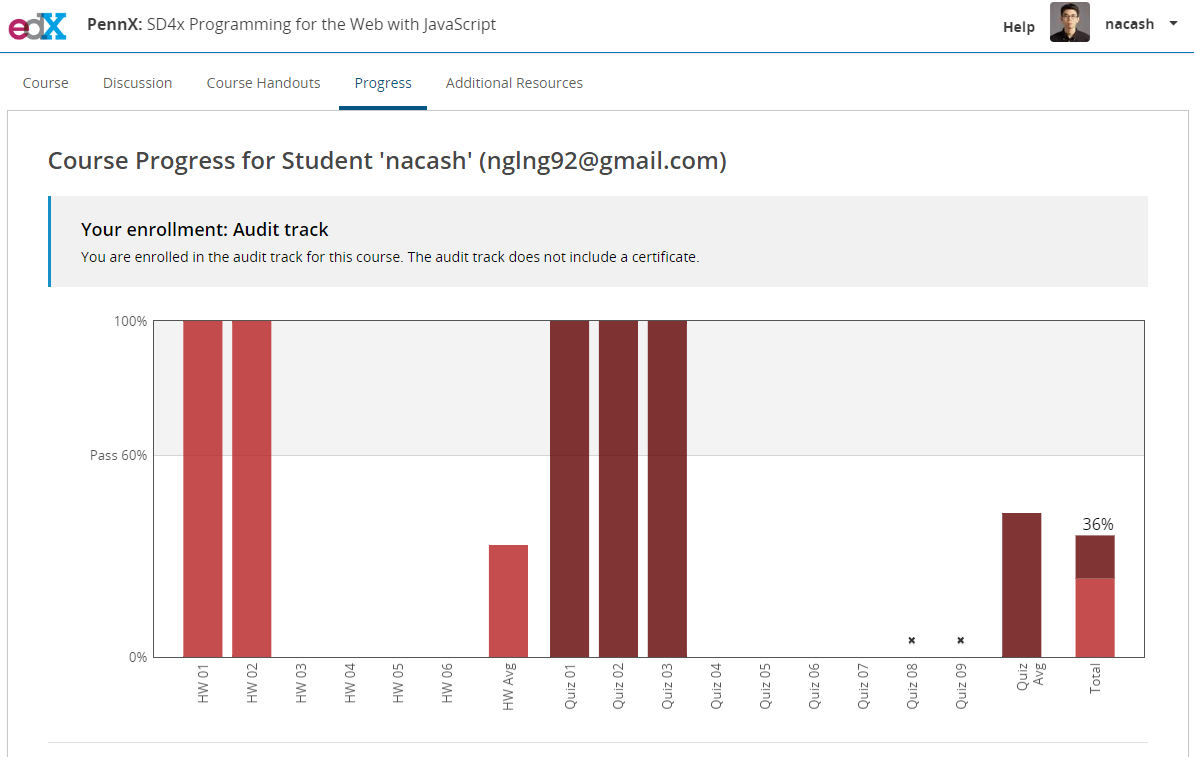 edX PennX: SD4x Programming for the Web with JavaScript Help nacash
Course Discussion Course Handouts Progress Additional Resources
Course Progress for Student 'nacash' (nglng92@gmail.com)
Your enrollment: Audit track
You are enrolled in the audit track for this course. The audit track does not include a certificate.
100%
Pass 60%
36%
0%
HW 01
HW 02
HW 03
HW 04
HW 05
HW 06
HW Avg
Quiz 01
Quiz 02
Quiz 03
Quiz 04
Quiz 05
Quiz 06
Quiz 07
Quiz 08
Quiz 09
Quiz
Avg
Total